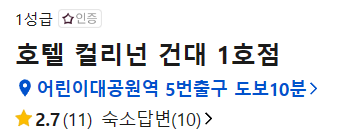 1성급 인증
호텔 컬리넌 건대 1호점
어린이대공원역 5번출구 도보10분
2.7 (11) 숙소답변(10)